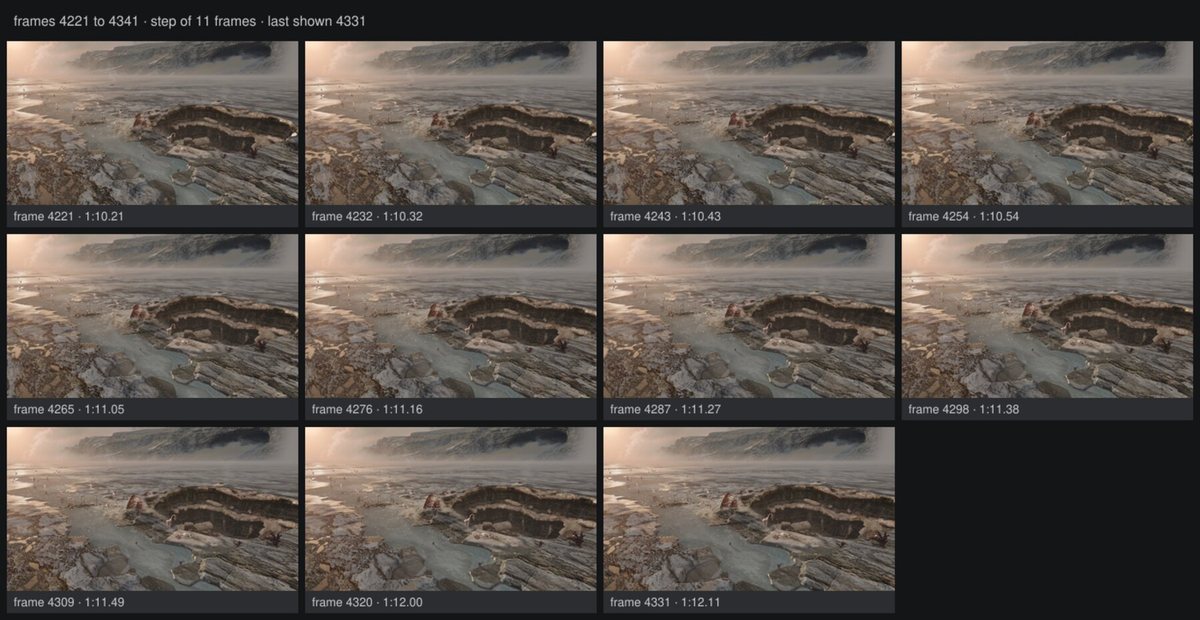 frames 4221 to 4341 · step of 11 frames · last shown 4331
frame 4221 · 1:10.21
frame 4232 · 1:10.32
frame 4243 · 1:10.43
frame 4254 · 1:10.54
frame 4265 · 1:11.05
frame 4276 · 1:11.16
frame 4287 · 1:11.27
frame 4298 · 1:11.38
frame 4309 · 1:11.49
frame 4320 · 1:12.00
frame 4331 · 1:12.11